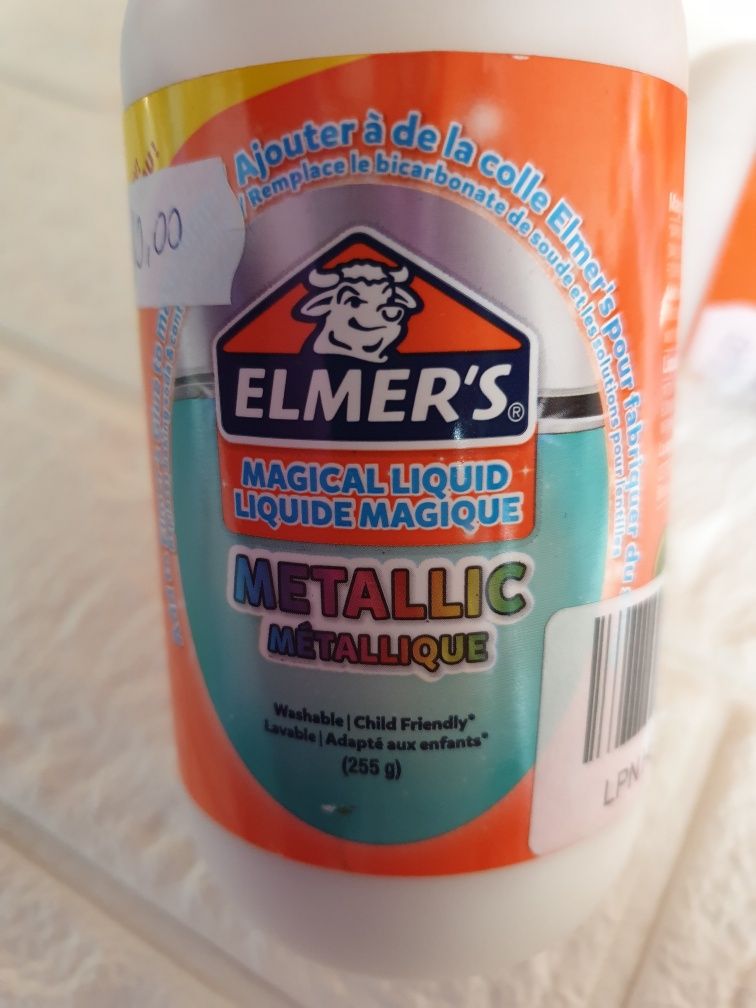 Ajouter à de la colle Elmer's pour fabriquer du
Remplace le bicarbonate de soude et les solutions pour lentilles
0,00
ELMER'S®
MAGICAL LIQUID
LIQUIDE MAGIQUE
METALLIC
MÉTALLIQUE
Washable | Child Friendly*
Lavable | Adapté aux enfants*
(255 g)
LPN